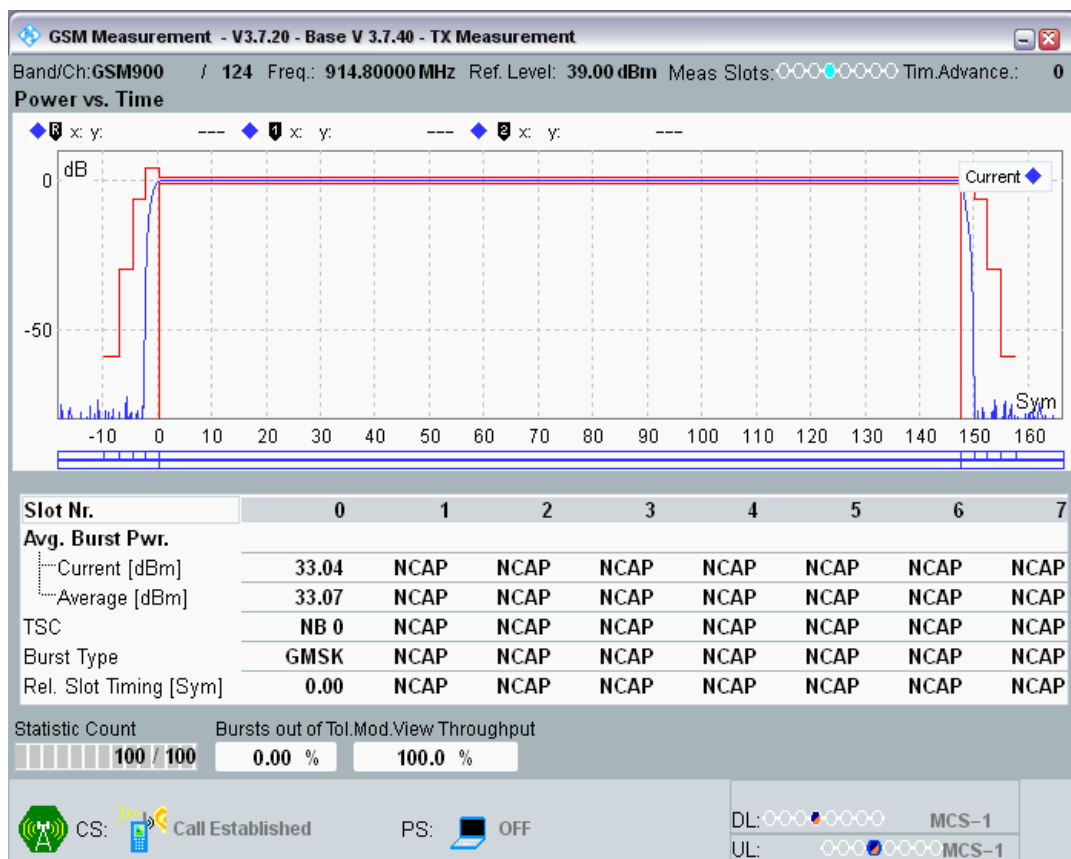 GSM Measurement - V3.7.20 - Base V 3.7.40 - TX Measurement
Band/Ch:GSM900 / 124 Freq.: 914.80000 MHz Ref. Level: 39.00 dBm Meas Slots: Tim.Advance.: 0
Power vs. Time
R x: y: --- 1 x: y: --- 2 x: y: ---
dB
Current
0
-50
Sym
-10 0 10 20 30 40 50 60 70 80 90 100 110 120 130 140 150 160
Slot Nr. 0 1 2 3 4 5 6 7
Avg. Burst Pwr.
Current [dBm] 33.04 NCAP NCAP NCAP NCAP NCAP NCAP NCAP
Average [dBm] 33.07 NCAP NCAP NCAP NCAP NCAP NCAP NCAP
TSC NB 0 NCAP NCAP NCAP NCAP NCAP NCAP NCAP
Burst Type GMSK NCAP NCAP NCAP NCAP NCAP NCAP NCAP
Rel. Slot Timing [Sym] 0.00 NCAP NCAP NCAP NCAP NCAP NCAP NCAP
Statistic Count Bursts out of Tol.Mod.View Throughput
100 / 100 0.00 % 100.0 %
CS: Call Established PS: OFF DL: MCS-1
UL: MCS-1